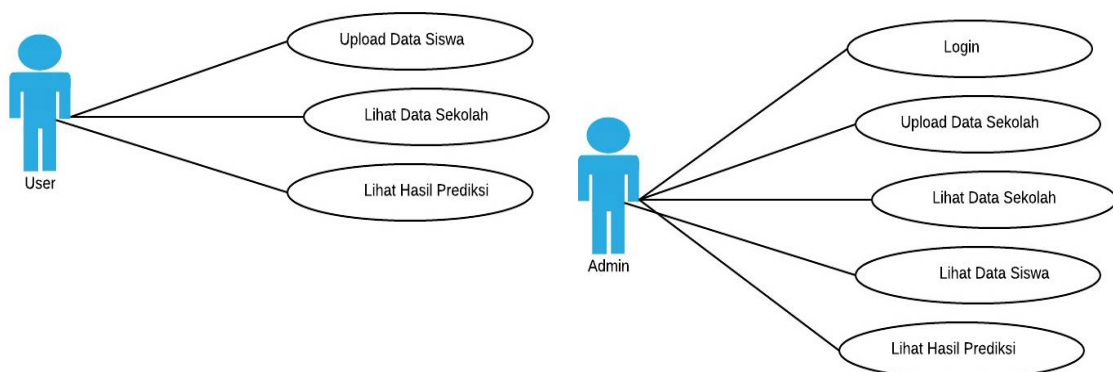 Upload Data Siswa
Lihat Data Sekolah
Lihat Hasil Prediksi
User
Login
Upload Data Sekolah
Lihat Data Sekolah
Lihat Data Siswa
Lihat Hasil Prediksi
Admin